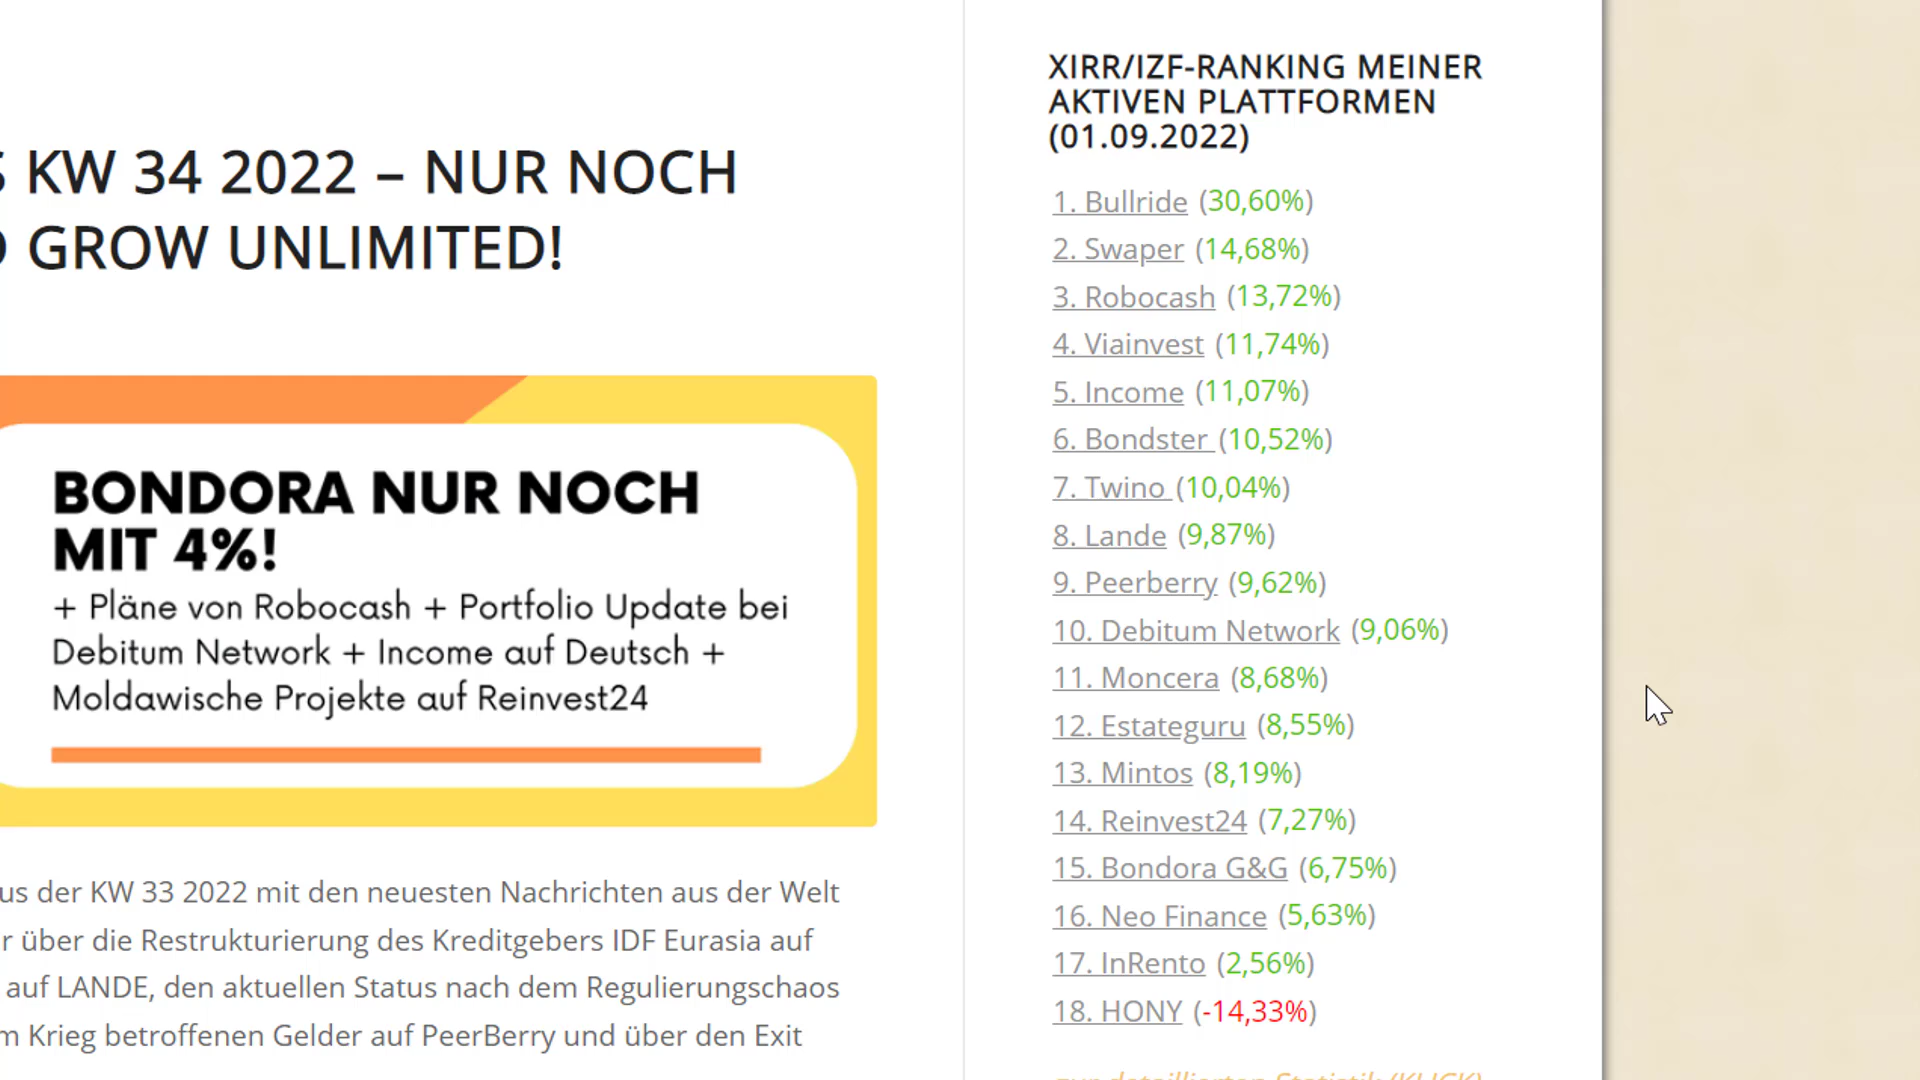 KW 34 2022 – NUR NOCH
GROW UNLIMITED!
BONDORA NUR NOCH
MIT 4%!
+ Pläne von Robocash + Portfolio Update bei
Debitum Network + Income auf Deutsch +
Moldawische Projekte auf Reinvest24
us der KW 33 2022 mit den neuesten Nachrichten aus der Welt
r über die Restrukturierung des Kreditgebers IDF Eurasia auf
auf LANDE, den aktuellen Status nach dem Regulierungschaos
m Krieg betroffenen Gelder auf PeerBerry und über den Exit
XIRR/IZF-RANKING MEINER
AKTIVEN PLATTFORMEN
(01.09.2022)
1. Bullride (30,60%)
2. Swaper (14,68%)
3. Robocash (13,72%)
4. Viainvest (11,74%)
5. Income (11,07%)
6. Bondster (10,52%)
7. Twino (10,04%)
8. Lande (9,87%)
9. Peerberry (9,62%)
10. Debitum Network (9,06%)
11. Moncera (8,68%)
12. Estateguru (8,55%)
13. Mintos (8,19%)
14. Reinvest24 (7,27%)
15. Bondora G&G (6,75%)
16. Neo Finance (5,63%)
17. InRento (2,56%)
18. HONY (-14,33%)
zur detaillierten Statistik (KLICK)